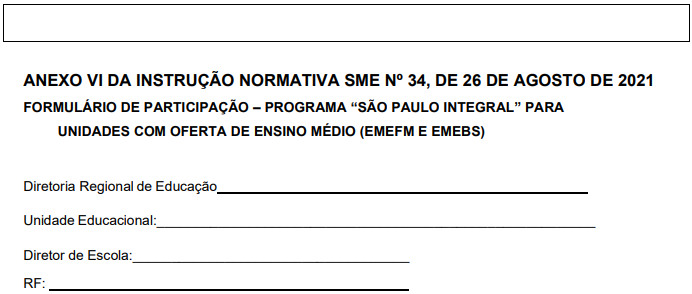 ANEXO VI DA INSTRUÇÃO NORMATIVA SME Nº 34, DE 26 DE AGOSTO DE 2021
FORMULÁRIO DE PARTICIPAÇÃO – PROGRAMA “SÃO PAULO INTEGRAL” PARA
UNIDADES COM OFERTA DE ENSINO MÉDIO (EMEFM E EMEBS)
Diretoria Regional de Educação
Unidade Educacional:
Diretor de Escola:
RF: